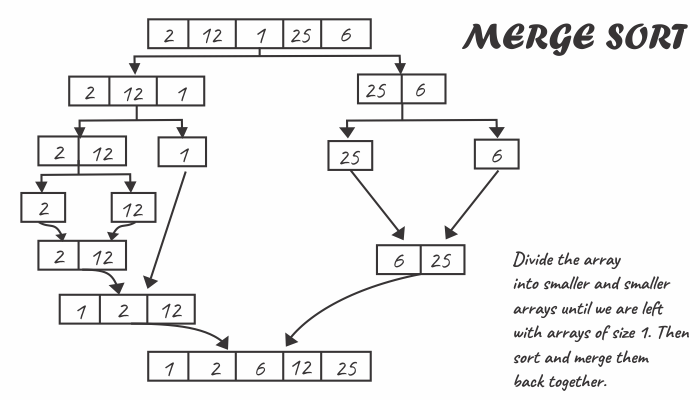 MERGE SORT
2 12 1 25 6
2 12 1
25 6
2 12
1
25
6
2
12
2 12
6 25
1 2 12
1 2 6 12 25
Divide the array
into smaller and smaller
arrays until we are left
with arrays of size 1. Then
sort and merge them
back together.